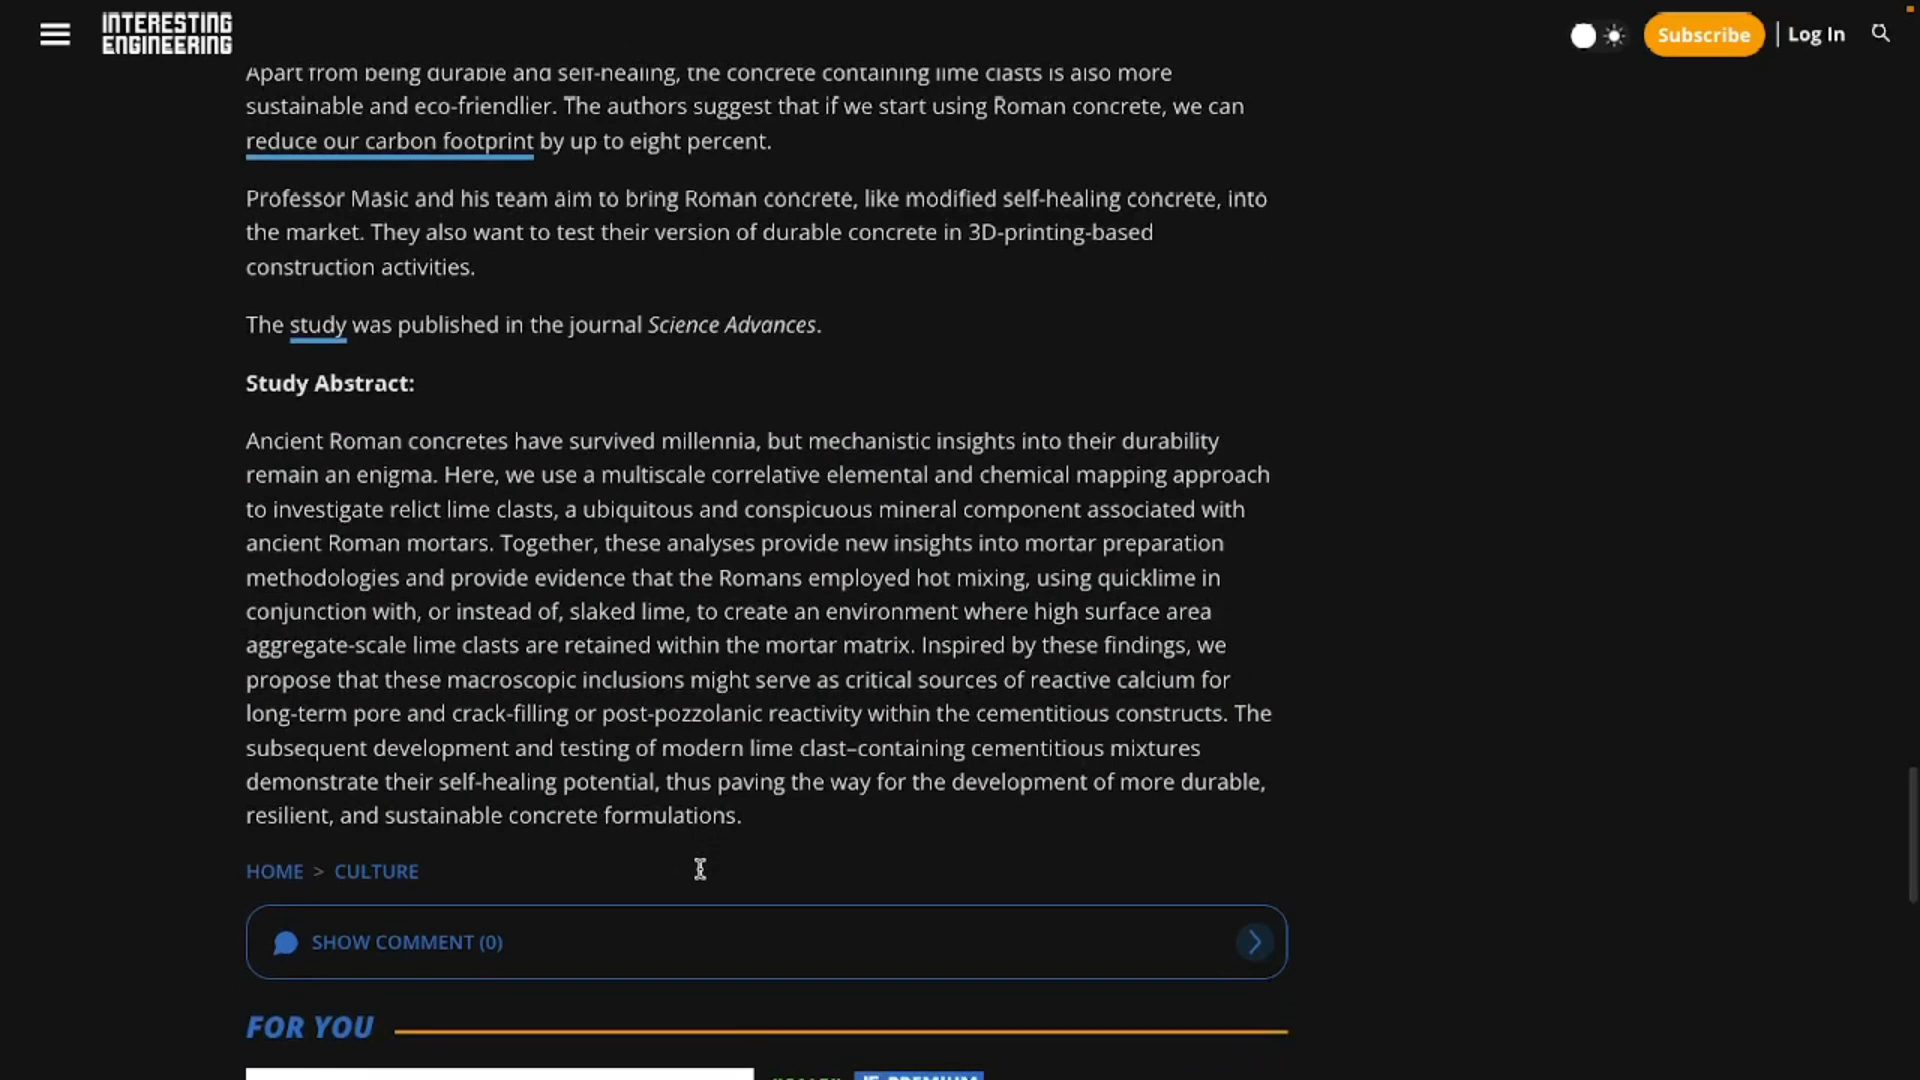 INTERESTING
ENGINEERING
Subscribe
Log In
Apart from being durable and self-healing, the concrete containing lime clasts is also more
sustainable and eco-friendlier. The authors suggest that if we start using Roman concrete, we can
reduce our carbon footprint by up to eight percent.
Professor Masic and his team aim to bring Roman concrete, like modified self-healing concrete, into
the market. They also want to test their version of durable concrete in 3D-printing-based
construction activities.
The study was published in the journal Science Advances.
Study Abstract:
Ancient Roman concretes have survived millennia, but mechanistic insights into their durability
remain an enigma. Here, we use a multiscale correlative elemental and chemical mapping approach
to investigate relict lime clasts, a ubiquitous and conspicuous mineral component associated with
ancient Roman mortars. Together, these analyses provide new insights into mortar preparation
methodologies and provide evidence that the Romans employed hot mixing, using quicklime in
conjunction with, or instead of, slaked lime, to create an environment where high surface area
aggregate-scale lime clasts are retained within the mortar matrix. Inspired by these findings, we
propose that these macroscopic inclusions might serve as critical sources of reactive calcium for
long-term pore and crack-filling or post-pozzolanic reactivity within the cementitious constructs. The
subsequent development and testing of modern lime clast–containing cementitious mixtures
demonstrate their self-healing potential, thus paving the way for the development of more durable,
resilient, and sustainable concrete formulations.
HOME > CULTURE
SHOW COMMENT (0)
FOR YOU